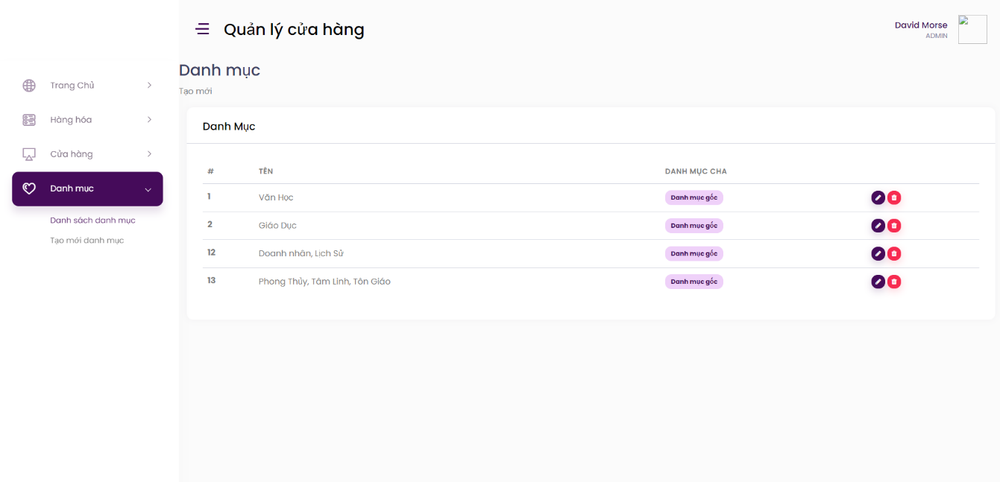 Quản lý cửa hàng
David Morse
ADMIN
Trang Chủ
Hàng hóa
Cửa hàng
Danh mục
Danh sách danh mục
Tạo mới danh mục
Danh mục
Tạo mới
Danh Mục
# TÊN DANH MỤC CHA
1 Văn Học Danh mục gốc
2 Giáo Dục Danh mục gốc
12 Doanh nhân, Lịch Sử Danh mục gốc
13 Phong Thủy, Tâm Linh, Tôn Giáo Danh mục gốc